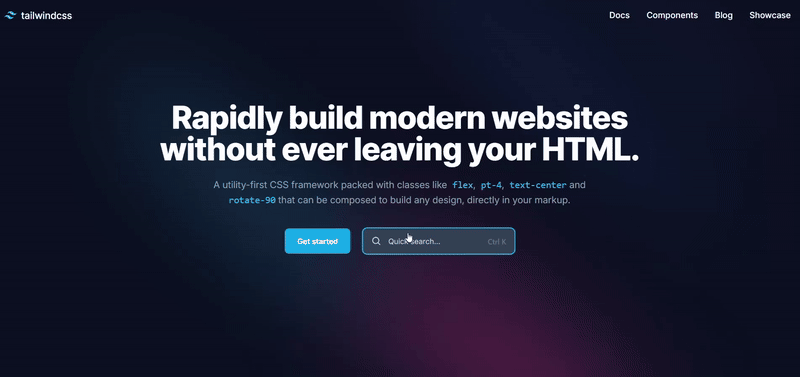 tailwindcss
Docs Components Blog Showcase
Rapidly build modern websites
without ever leaving your HTML.
A utility-first CSS framework packed with classes like flex, pt-4, text-center and
rotate-90 that can be composed to build any design, directly in your markup.
Get started
Quick search... Ctrl K